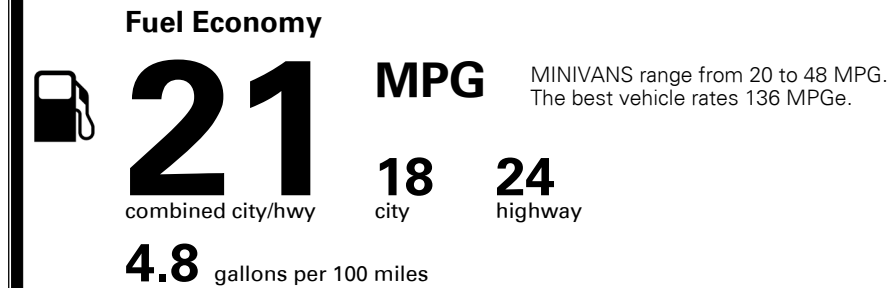 Fuel Economy
21 MPG
MINIVANS range from 20 to 48 MPG.
The best vehicle rates 136 MPGe.
18 24
combined city/hwy city highway
4.8 gallons per 100 miles